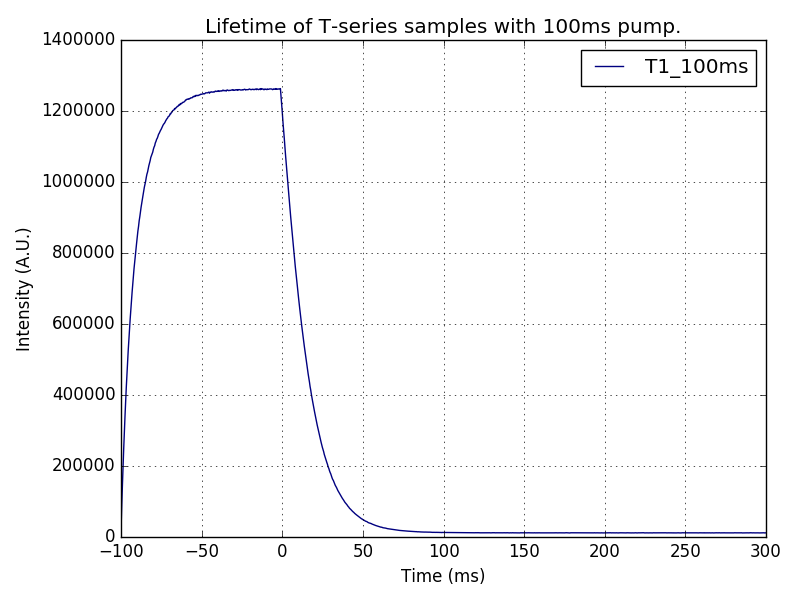 Lifetime of T-series samples with 100ms pump.
T1_100ms
1400000
1200000
1000000
800000
600000
400000
200000
0
Intensity (A.U.)
−100 −50 0 50 100 150 200 250 300
Time (ms)